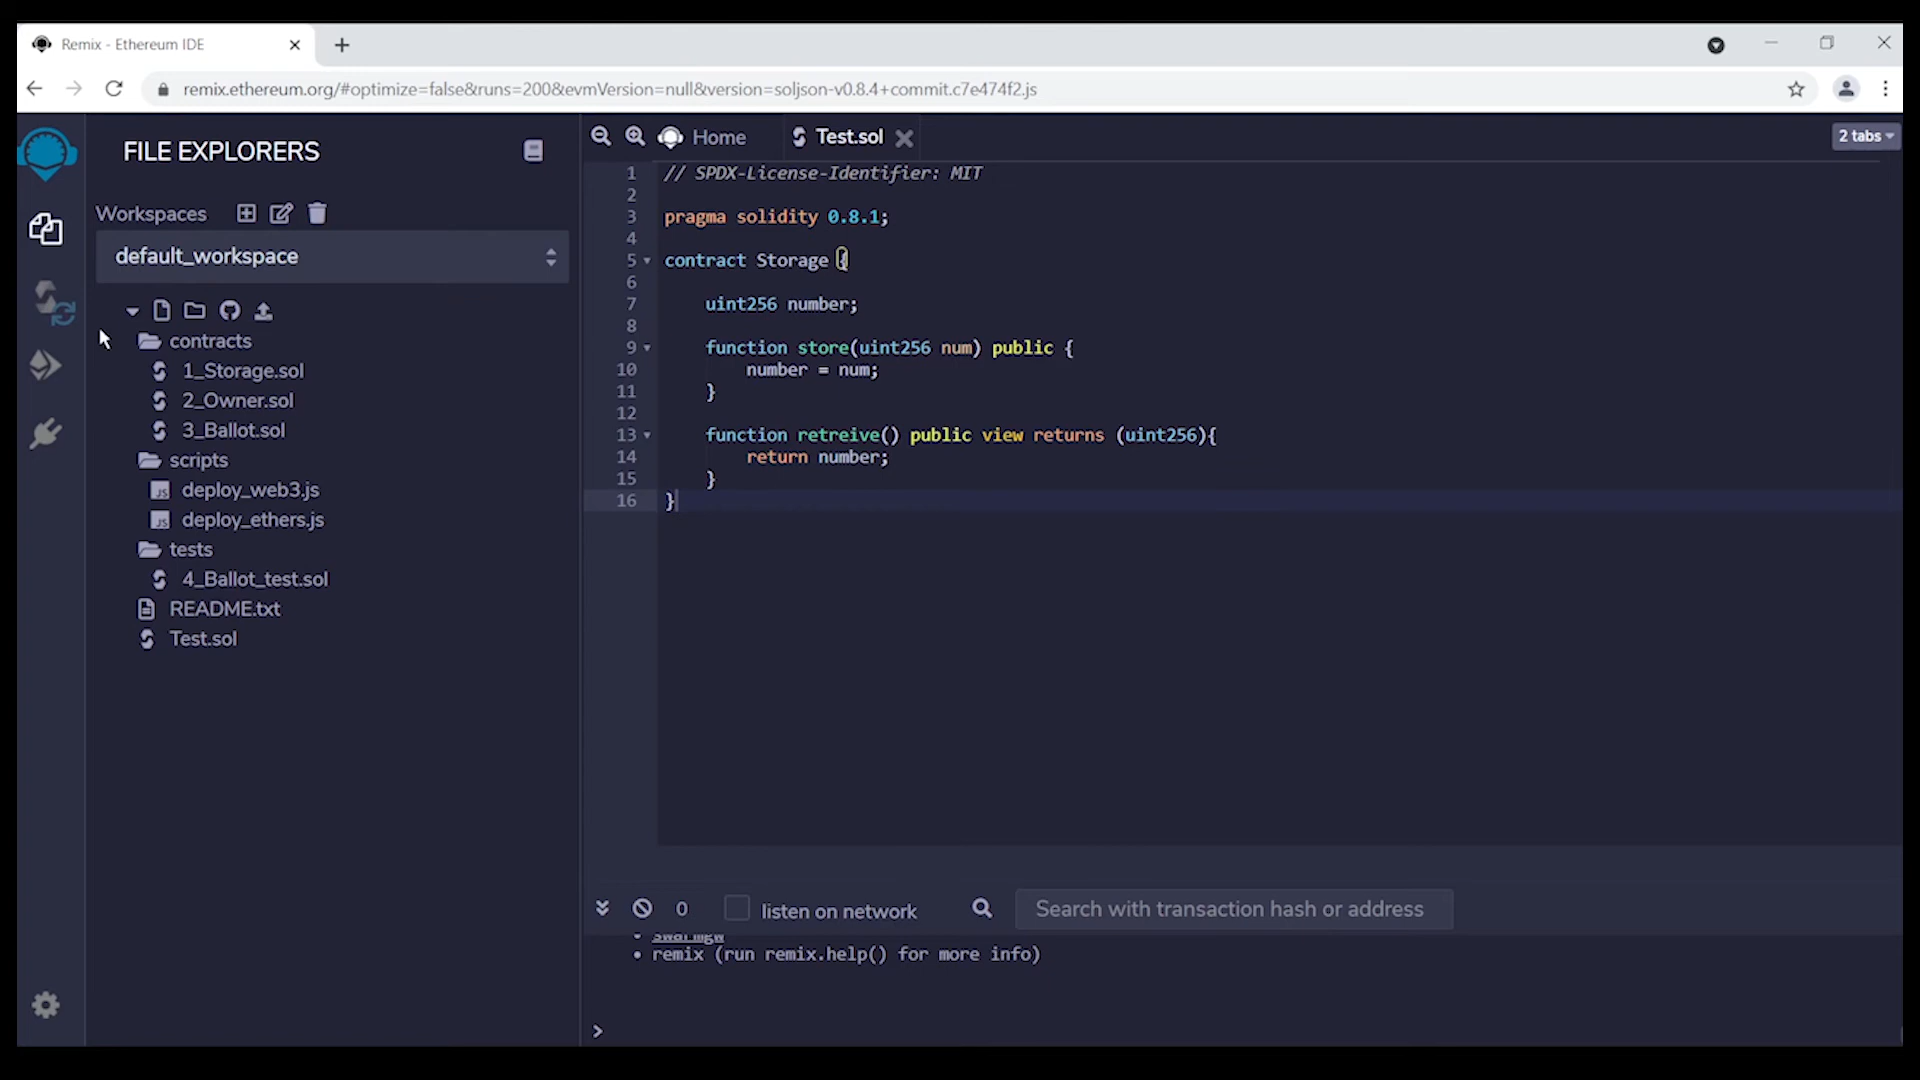 Remix - Ethereum IDE
remix.ethereum.org/#optimize=false&runs=200&evmVersion=null&version=soljson-v0.8.4+commit.c7e474f2.js
FILE EXPLORERS
Workspaces
default_workspace
contracts
1_Storage.sol
2_Owner.sol
3_Ballot.sol
scripts
JS deploy_web3.js
JS deploy_ethers.js
tests
4_Ballot_test.sol
README.txt
Test.sol
Home
Test.sol
2 tabs
1 // SPDX-License-Identifier: MIT
2
3 pragma solidity 0.8.1;
4
5 contract Storage {
6
7 uint256 number;
8
9 function store(uint256 num) public {
10 number = num;
11 }
12
13 function retreive() public view returns (uint256){
14 return number;
15 }
16 }
0 listen on network
Search with transaction hash or address
• swarmgw
• remix (run remix.help() for more info)
>